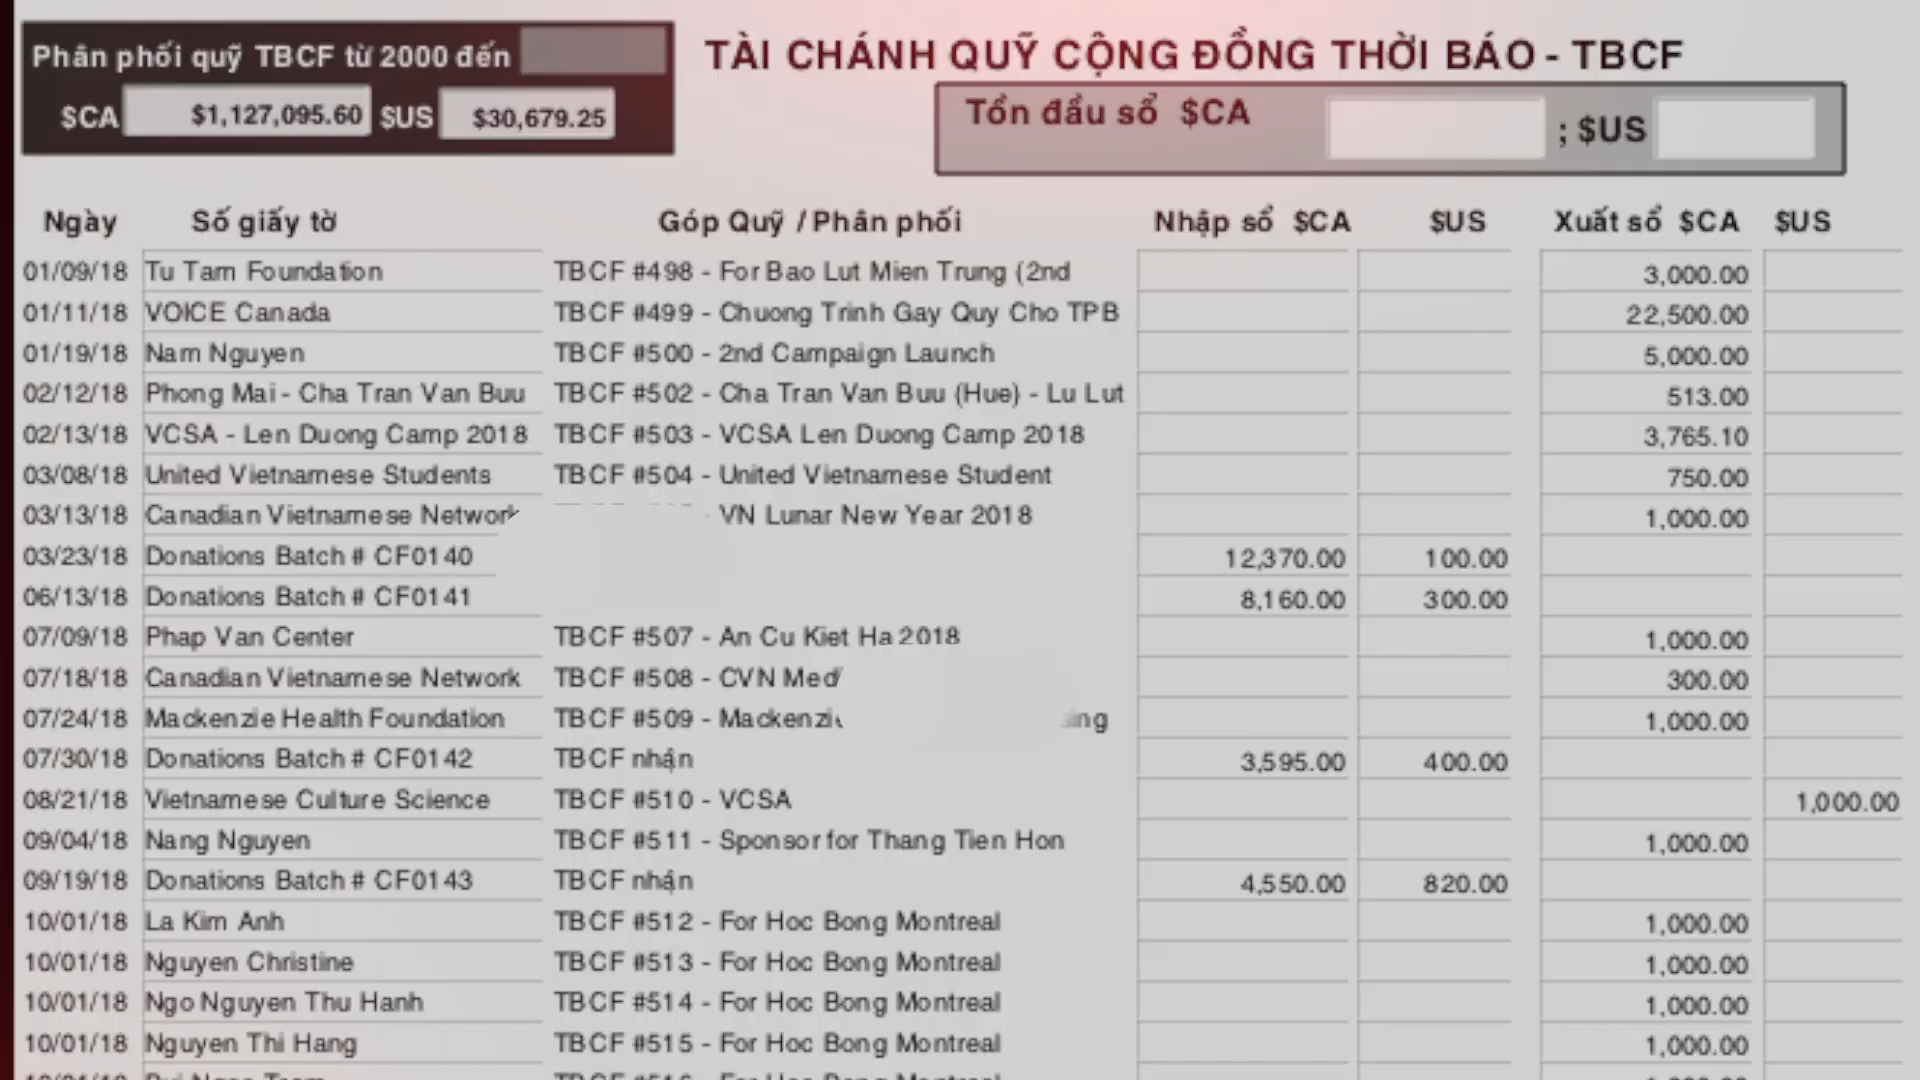 Phân phối quỹ TBCF từ 2000 đến
$CA $1,127,095.60 $US $30,679.25
TÀI CHÁNH QUỸ CỘNG ĐỒNG THỜI BÁO - TBCF
Tồn đầu sổ $CA ; $US
Ngày Số giấy tờ Góp Quỹ / Phân phối Nhập sổ $CA $US Xuất sổ $CA $US
01/09/18 Tu Tam Foundation TBCF #498 - For Bao Lut Mien Trung (2nd 3,000.00
01/11/18 VOICE Canada TBCF #499 - Chuong Trinh Gay Quy Cho TPB 22,500.00
01/19/18 Nam Nguyen TBCF #500 - 2nd Campaign Launch 5,000.00
02/12/18 Phong Mai - Cha Tran Van Buu TBCF #502 - Cha Tran Van Buu (Hue) - Lu Lut 513.00
02/13/18 VCSA - Len Duong Camp 2018 TBCF #503 - VCSA Len Duong Camp 2018 3,765.10
03/08/18 United Vietnamese Students TBCF #504 - United Vietnamese Student 750.00
03/13/18 Canadian Vietnamese Network VN Lunar New Year 2018 1,000.00
03/23/18 Donations Batch # CF0140 12,370.00 100.00
06/13/18 Donations Batch # CF0141 8,160.00 300.00
07/09/18 Phap Van Center TBCF #507 - An Cu Kiet Ha 2018 1,000.00
07/18/18 Canadian Vietnamese Network TBCF #508 - CVN 300.00
07/24/18 Mackenzie Health Foundation TBCF #509 - 1,000.00
07/30/18 Donations Batch # CF0142 TBCF nhận 3,595.00 400.00
08/21/18 Vietnamese Culture Science TBCF #510 - VCSA 1,000.00
09/04/18 Nang Nguyen TBCF #511 - Sponsor for Thang Tien Hon 1,000.00
09/19/18 Donations Batch # CF0143 TBCF nhận 4,550.00 820.00
10/01/18 La Kim Anh TBCF #512 - For Hoc Bong Montreal 1,000.00
10/01/18 Nguyen Christine TBCF #513 - For Hoc Bong Montreal 1,000.00
10/01/18 Ngo Nguyen Thu Hanh TBCF #514 - For Hoc Bong Montreal 1,000.00
10/01/18 Nguyen Thi Hang TBCF #515 - For Hoc Bong Montreal 1,000.00